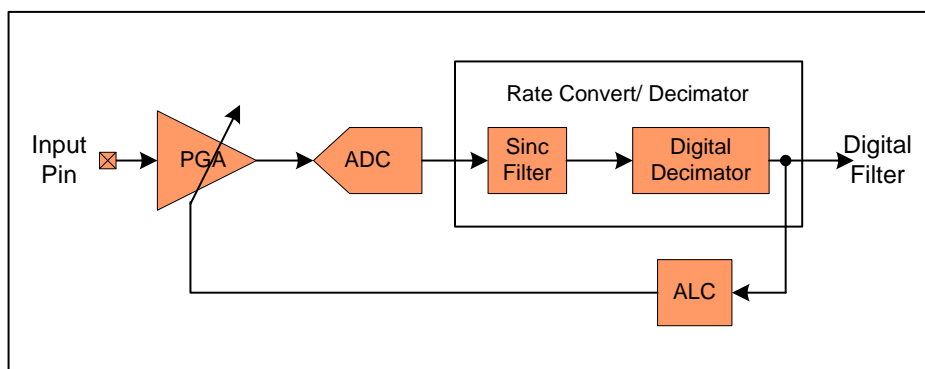 Rate Convert/ Decimator
Input
Pin
PGA
ADC
Sinc
Filter
Digital
Decimator
Digital
Filter
ALC